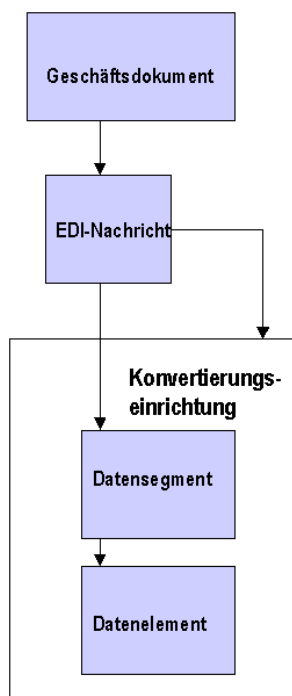 Geschäftsdokument
EDI-Nachricht
Konvertierungs-
einrichtung
Datensegment
Datenelement